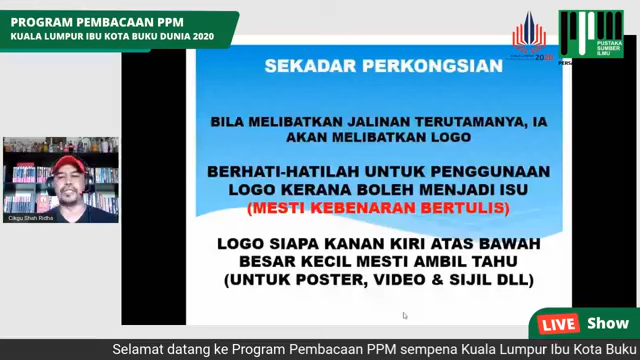 PROGRAM PEMBACAAN PPM
KUALA LUMPUR IBU KOTA BUKU DUNIA 2020
2020
PUSTAKA
SUMBER
ILMU
SEKADAR PERKONGSIAN
BILA MELIBATKAN JALINAN TERUTAMANYA, IA
AKAN MELIBATKAN LOGO
BERHATI-HATILAH UNTUK PENGGUNAAN
LOGO KERANA BOLEH MENJADI ISU
(MESTI KEBENARAN BERTULIS)
LOGO SIAPA KANAN KIRI ATAS BAWAH
BESAR KECIL MESTI AMBIL TAHU
(UNTUK POSTER, VIDEO & SIJIL DLL)
Cikgu Shah Ridha
LIVE Show
Selamat datang ke Program Pembacaan PPM sempena Kuala Lumpur Ibu Kota Buku